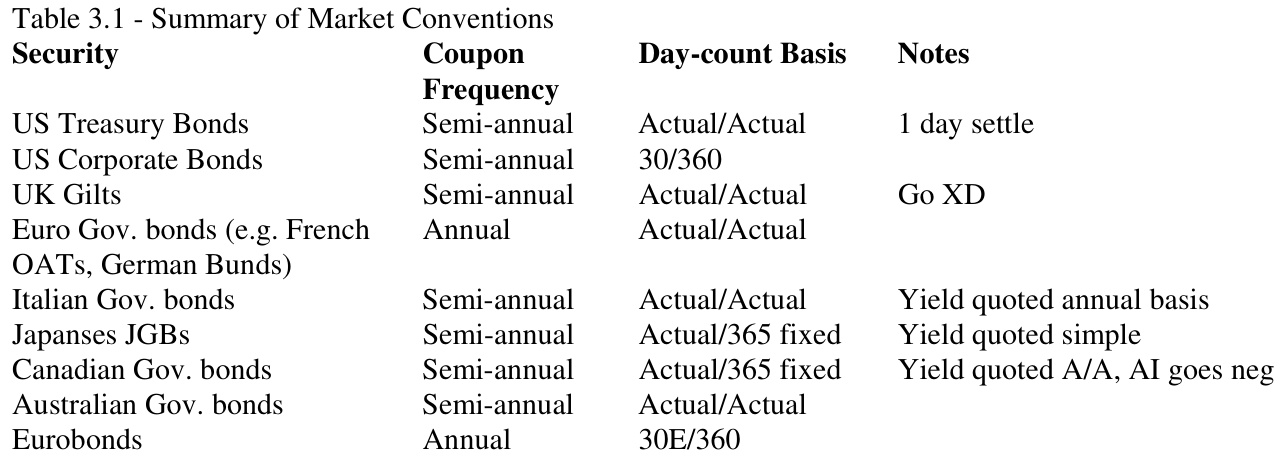 Table 3.1 - Summary of Market Conventions
Security Coupon Day-count Basis Notes
Frequency
US Treasury Bonds Semi-annual Actual/Actual 1 day settle
US Corporate Bonds Semi-annual 30/360
UK Gilts Semi-annual Actual/Actual Go XD
Euro Gov. bonds (e.g. French Annual Actual/Actual
OATs, German Bunds)
Italian Gov. bonds Semi-annual Actual/Actual Yield quoted annual basis
Japanses JGBs Semi-annual Actual/365 fixed Yield quoted simple
Canadian Gov. bonds Semi-annual Actual/365 fixed Yield quoted A/A, AI goes neg
Australian Gov. bonds Semi-annual Actual/Actual
Eurobonds Annual 30E/360